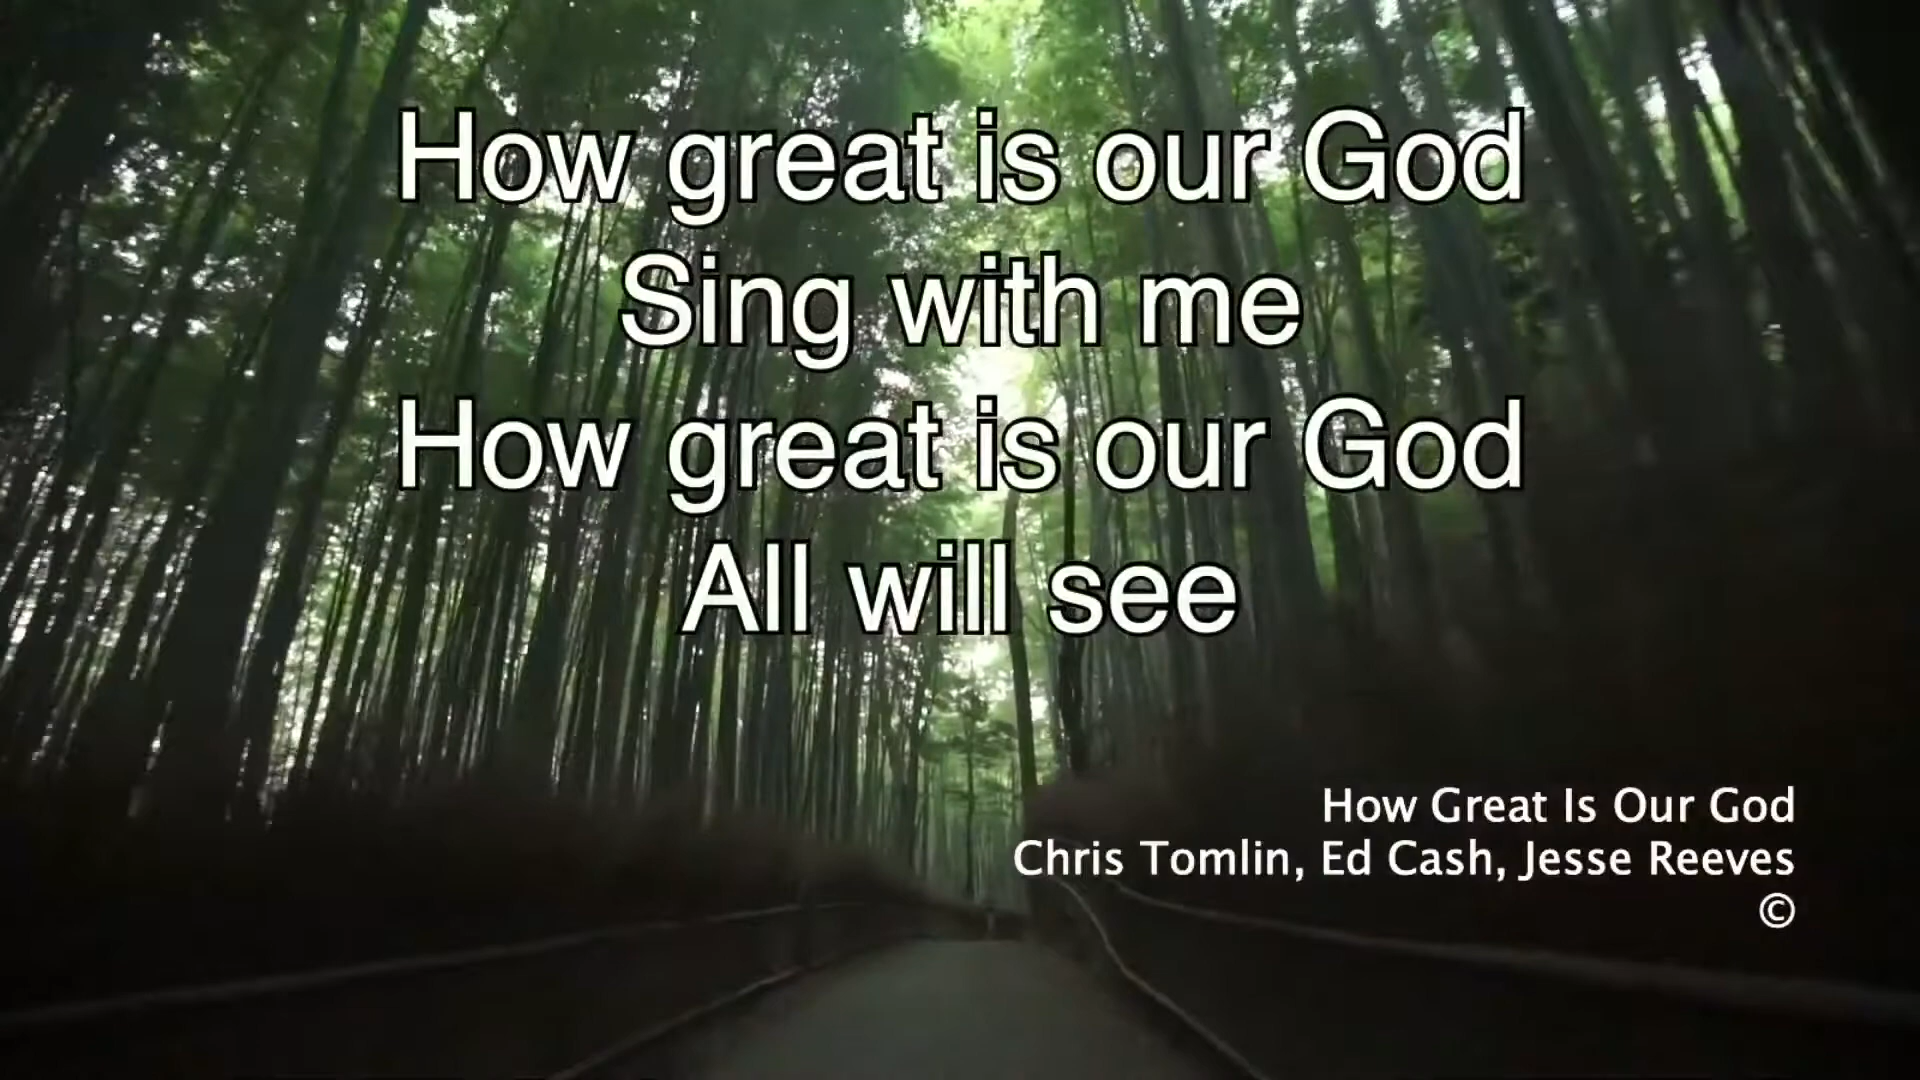 How great is our God
Sing with me
How great is our God
All will see
How Great Is Our God
Chris Tomlin, Ed Cash, Jesse Reeves
©